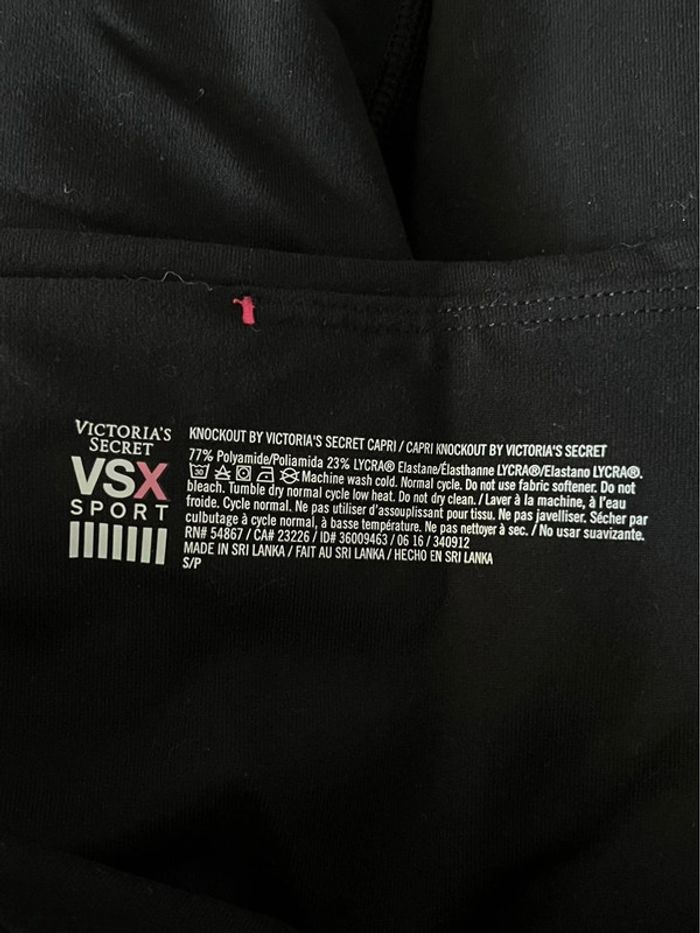 VICTORIA'S
SECRET
VSX
SPORT
KNOCKOUT BY VICTORIA'S SECRET CAPRI / CAPRI KNOCKOUT BY VICTORIA'S SECRET
77% Polyamide/Poliamida 23% LYCRA® Elastane/Élasthanne LYCRA®/Elastano LYCRA®.
30 Machine wash cold. Normal cycle. Do not use fabric softener. Do not
bleach. Tumble dry normal cycle low heat. Do not dry clean. / Laver à la machine, à l'eau
froide. Cycle normal. Ne pas utiliser d'assouplissant pour tissu. Ne pas javelliser. Sécher par
culbutage à cycle normal, à basse température. Ne pas nettoyer à sec. / No usar suavizante.
RN# 54867 / CA# 23226 / ID# 36009463 / 06 16 / 340912
MADE IN SRI LANKA / FAIT AU SRI LANKA / HECHO EN SRI LANKA
S/P